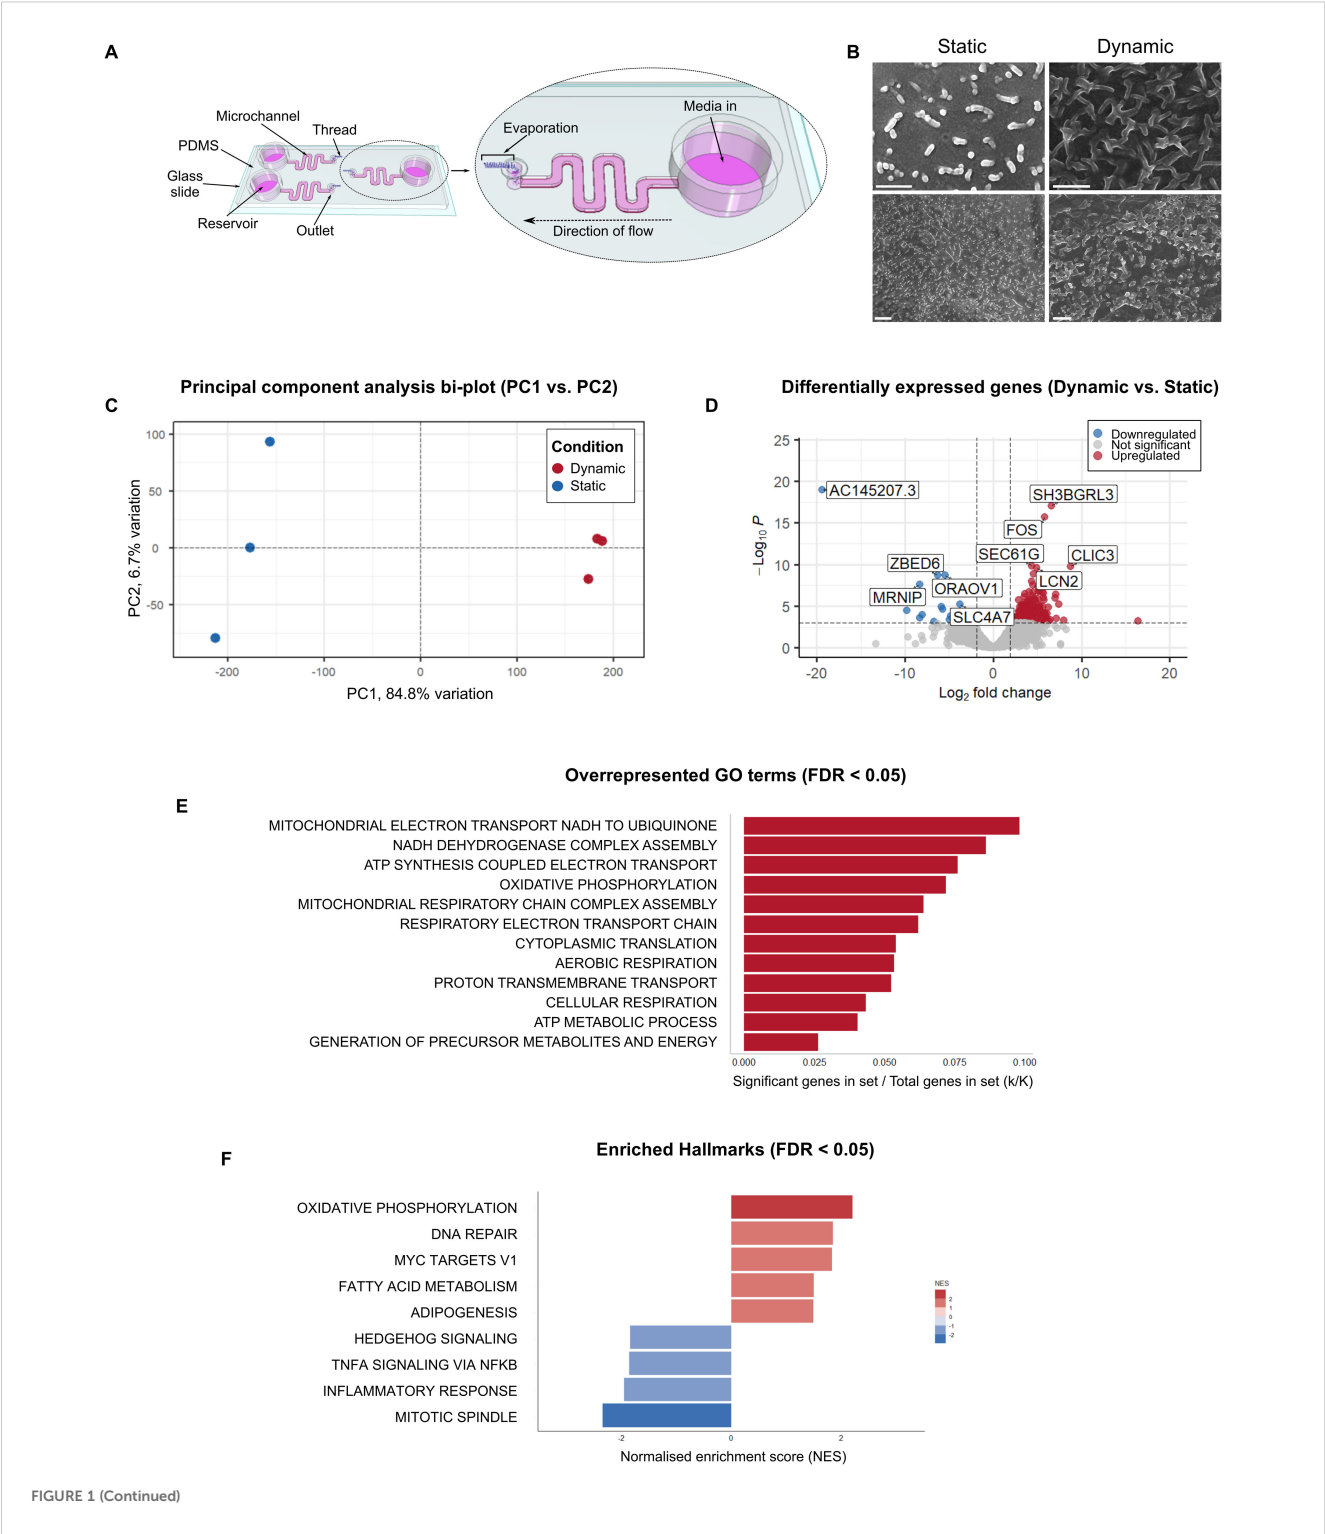 A
Microchannel
Thread
PDMS
Glass
slide
Reservoir
Outlet
Evaporation
Media in
Direction of flow
B
Static
Dynamic
Principal component analysis bi-plot (PC1 vs. PC2)
C
PC2, 6.7% variation
100
50
0
-50
-200
-100
0
100
200
PC1, 84.8% variation
Condition
Dynamic
Static
Differentially expressed genes (Dynamic vs. Static)
D
Downregulated
Not significant
Upregulated
−Log10 P
25
20
15
10
5
0
AC145207.3
SH3BGRL3
FOS
SEC61G
CLIC3
ZBED6
LCN2
ORAOV1
MRNIP
SLC4A7
-20
-10
0
10
20
Log2 fold change
Overrepresented GO terms (FDR < 0.05)
E
MITOCHONDRIAL ELECTRON TRANSPORT NADH TO UBIQUINONE
NADH DEHYDROGENASE COMPLEX ASSEMBLY
ATP SYNTHESIS COUPLED ELECTRON TRANSPORT
OXIDATIVE PHOSPHORYLATION
MITOCHONDRIAL RESPIRATORY CHAIN COMPLEX ASSEMBLY
RESPIRATORY ELECTRON TRANSPORT CHAIN
CYTOPLASMIC TRANSLATION
AEROBIC RESPIRATION
PROTON TRANSMEMBRANE TRANSPORT
CELLULAR RESPIRATION
ATP METABOLIC PROCESS
GENERATION OF PRECURSOR METABOLITES AND ENERGY
0.000
0.025
0.050
0.075
0.100
Significant genes in set / Total genes in set (k/K)
Enriched Hallmarks (FDR < 0.05)
F
OXIDATIVE PHOSPHORYLATION
DNA REPAIR
MYC TARGETS V1
FATTY ACID METABOLISM
ADIPOGENESIS
HEDGEHOG SIGNALING
TNFA SIGNALING VIA NFKB
INFLAMMATORY RESPONSE
MITOTIC SPINDLE
NES
2
1
0
-1
-2
-2
0
2
Normalised enrichment score (NES)
FIGURE 1 (Continued)